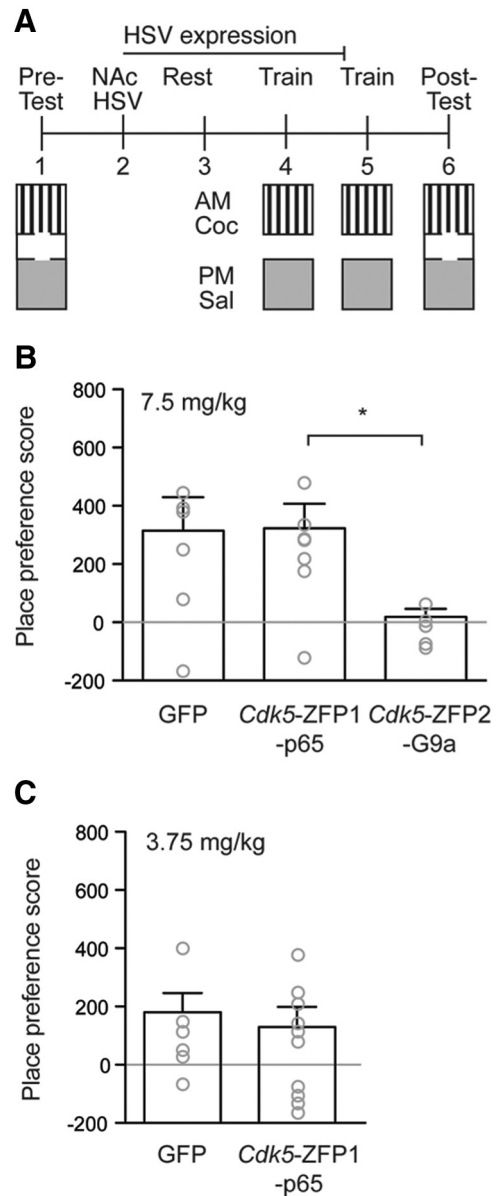 A
HSV expression
Pre- NAc Rest Train Train Post-
Test HSV Test
1 2 3 4 5 6
AM
Coc
PM
Sal
B
Place preference score
800
600
400
200
0
-200
7.5 mg/kg
*
GFP Cdk5-ZFP1 Cdk5-ZFP2
-p65 -G9a
C
Place preference score
800
600
400
200
0
-200
3.75 mg/kg
GFP Cdk5-ZFP1
-p65